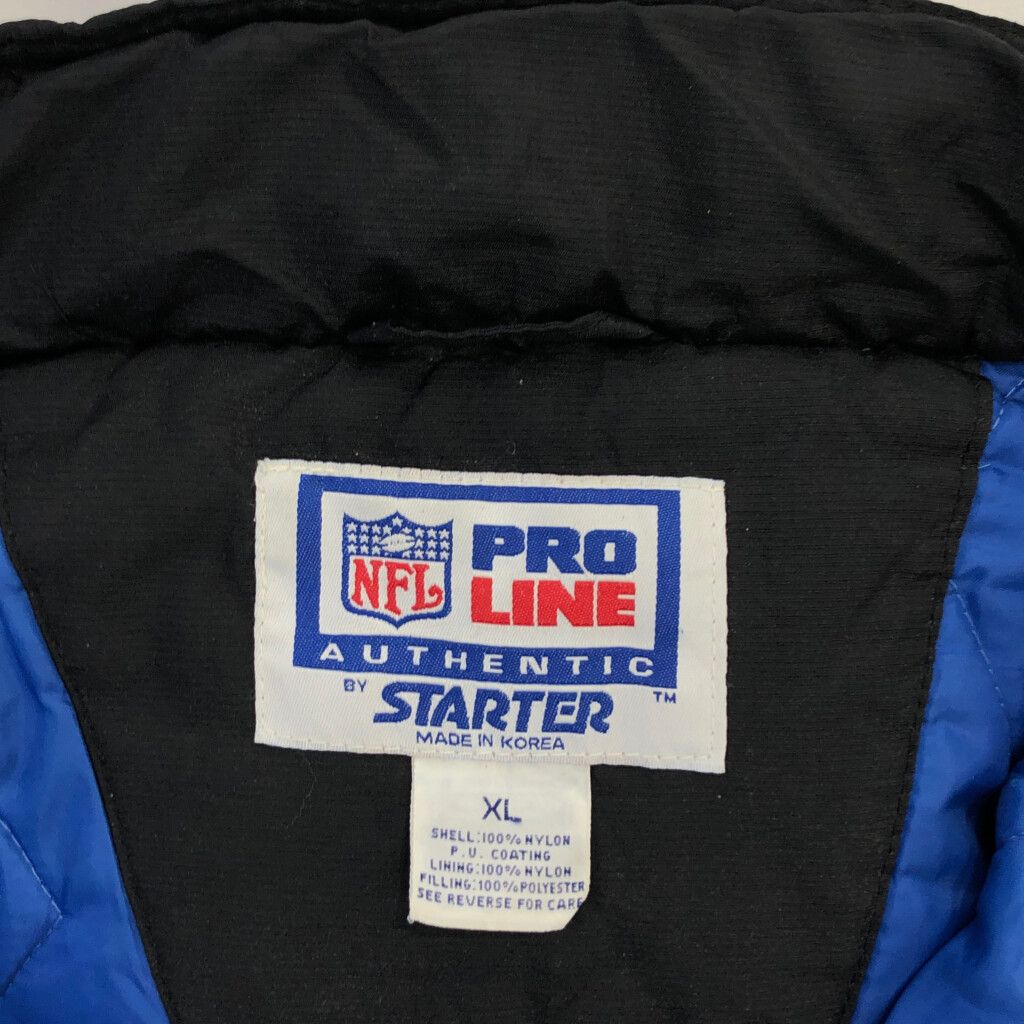 NFL
PRO
LINE
AUTHENTIC
BY STARTER ™
MADE IN KOREA
XL
SHELL:100% NYLON
P.U. COATING
LINING:100% NYLON
FILLING:100% POLYESTER
SEE REVERSE FOR CARE